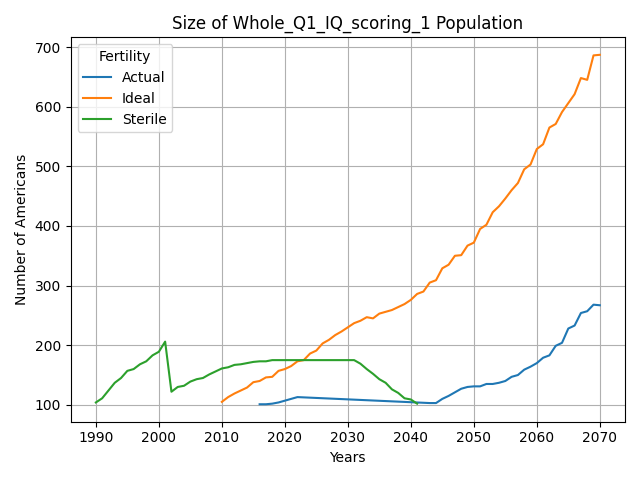 Size of Whole_Q1_IQ_scoring_1 Population
Fertility
Actual
Ideal
Sterile
Number of Americans
700
600
500
400
300
200
100
1990 2000 2010 2020 2030 2040 2050 2060 2070
Years